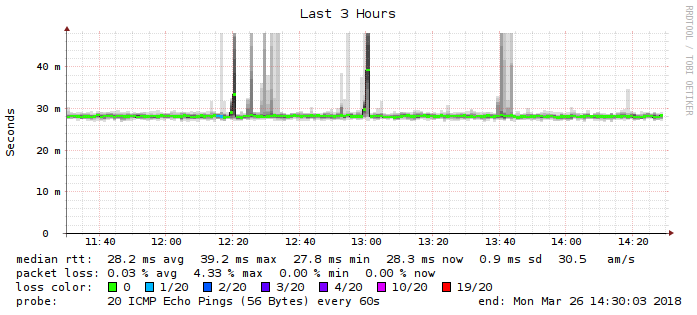 Last 3 Hours
RRDTOOL / TOBI OETIKER
Seconds
40 m
30 m
20 m
10 m
0
11:40 12:00 12:20 12:40 13:00 13:20 13:40 14:00 14:20
median rtt: 28.2 ms avg 39.2 ms max 27.8 ms min 28.3 ms now 0.9 ms sd 30.5 am/s
packet loss: 0.03 % avg 4.33 % max 0.00 % min 0.00 % now
loss color: 0 1/20 2/20 3/20 4/20 10/20 19/20
probe: 20 ICMP Echo Pings (56 Bytes) every 60s end: Mon Mar 26 14:30:03 2018